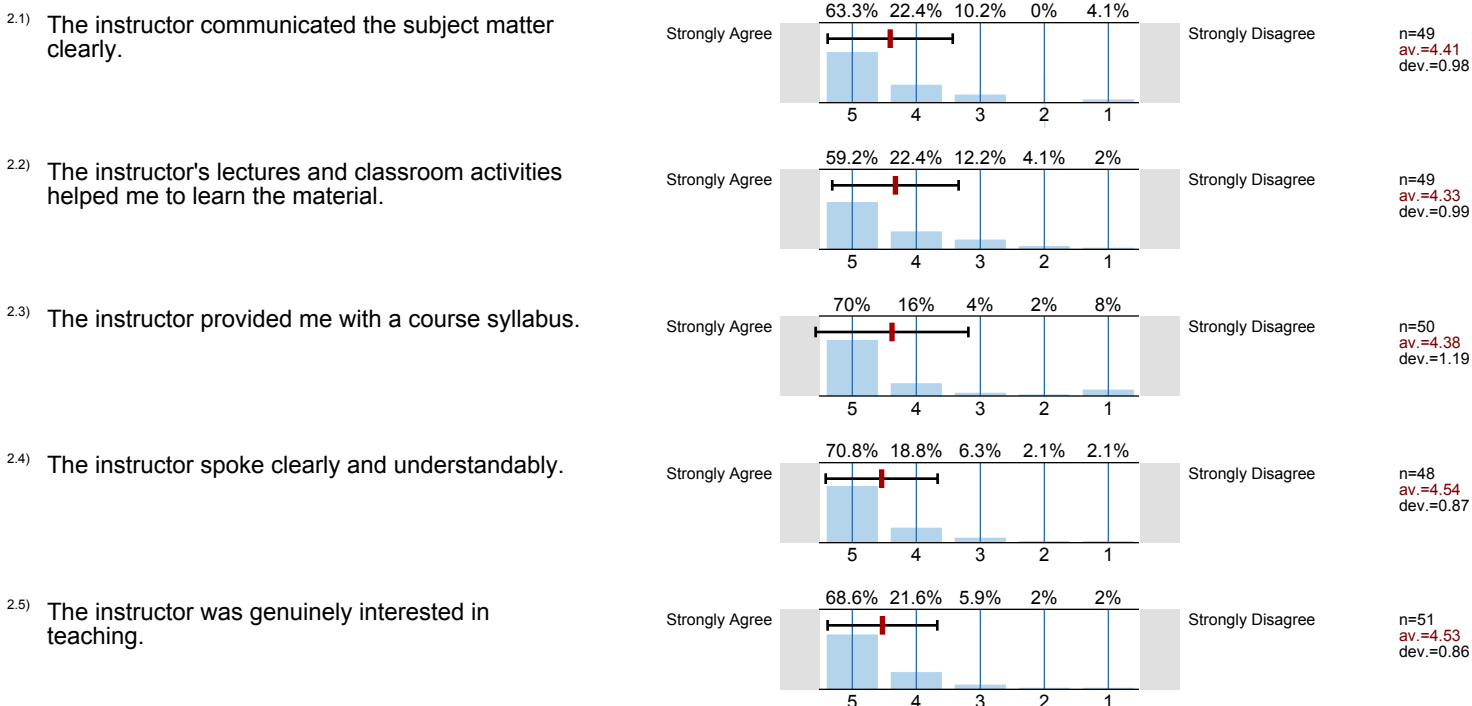 2.1) The instructor communicated the subject matter
clearly.
63.3% 22.4% 10.2% 0% 4.1%
Strongly Agree
Strongly Disagree
n=49
av.=4.41
dev.=0.98
5 4 3 2 1
2.2) The instructor's lectures and classroom activities
helped me to learn the material.
59.2% 22.4% 12.2% 4.1% 2%
Strongly Agree
Strongly Disagree
n=49
av.=4.33
dev.=0.99
5 4 3 2 1
2.3) The instructor provided me with a course syllabus.
70% 16% 4% 2% 8%
Strongly Agree
Strongly Disagree
n=50
av.=4.38
dev.=1.19
5 4 3 2 1
2.4) The instructor spoke clearly and understandably.
70.8% 18.8% 6.3% 2.1% 2.1%
Strongly Agree
Strongly Disagree
n=48
av.=4.54
dev.=0.87
5 4 3 2 1
2.5) The instructor was genuinely interested in
teaching.
68.6% 21.6% 5.9% 2% 2%
Strongly Agree
Strongly Disagree
n=51
av.=4.53
dev.=0.86
5 4 3 2 1